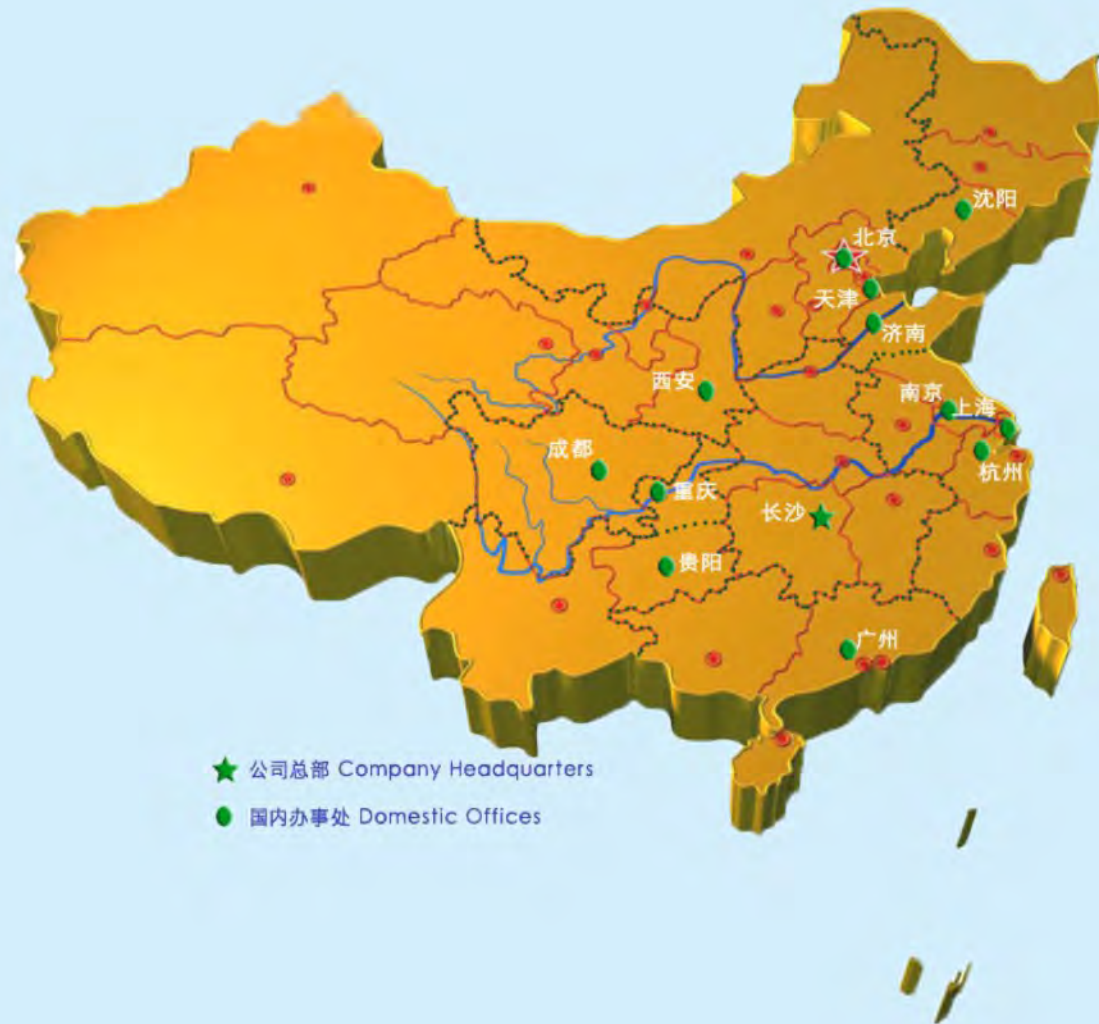 沈阳
北京
天津
济南
西安
南京
上海
成都
杭州
重庆
长沙
贵阳
广州
公司总部 Company Headquarters
国内办事处 Domestic Offices